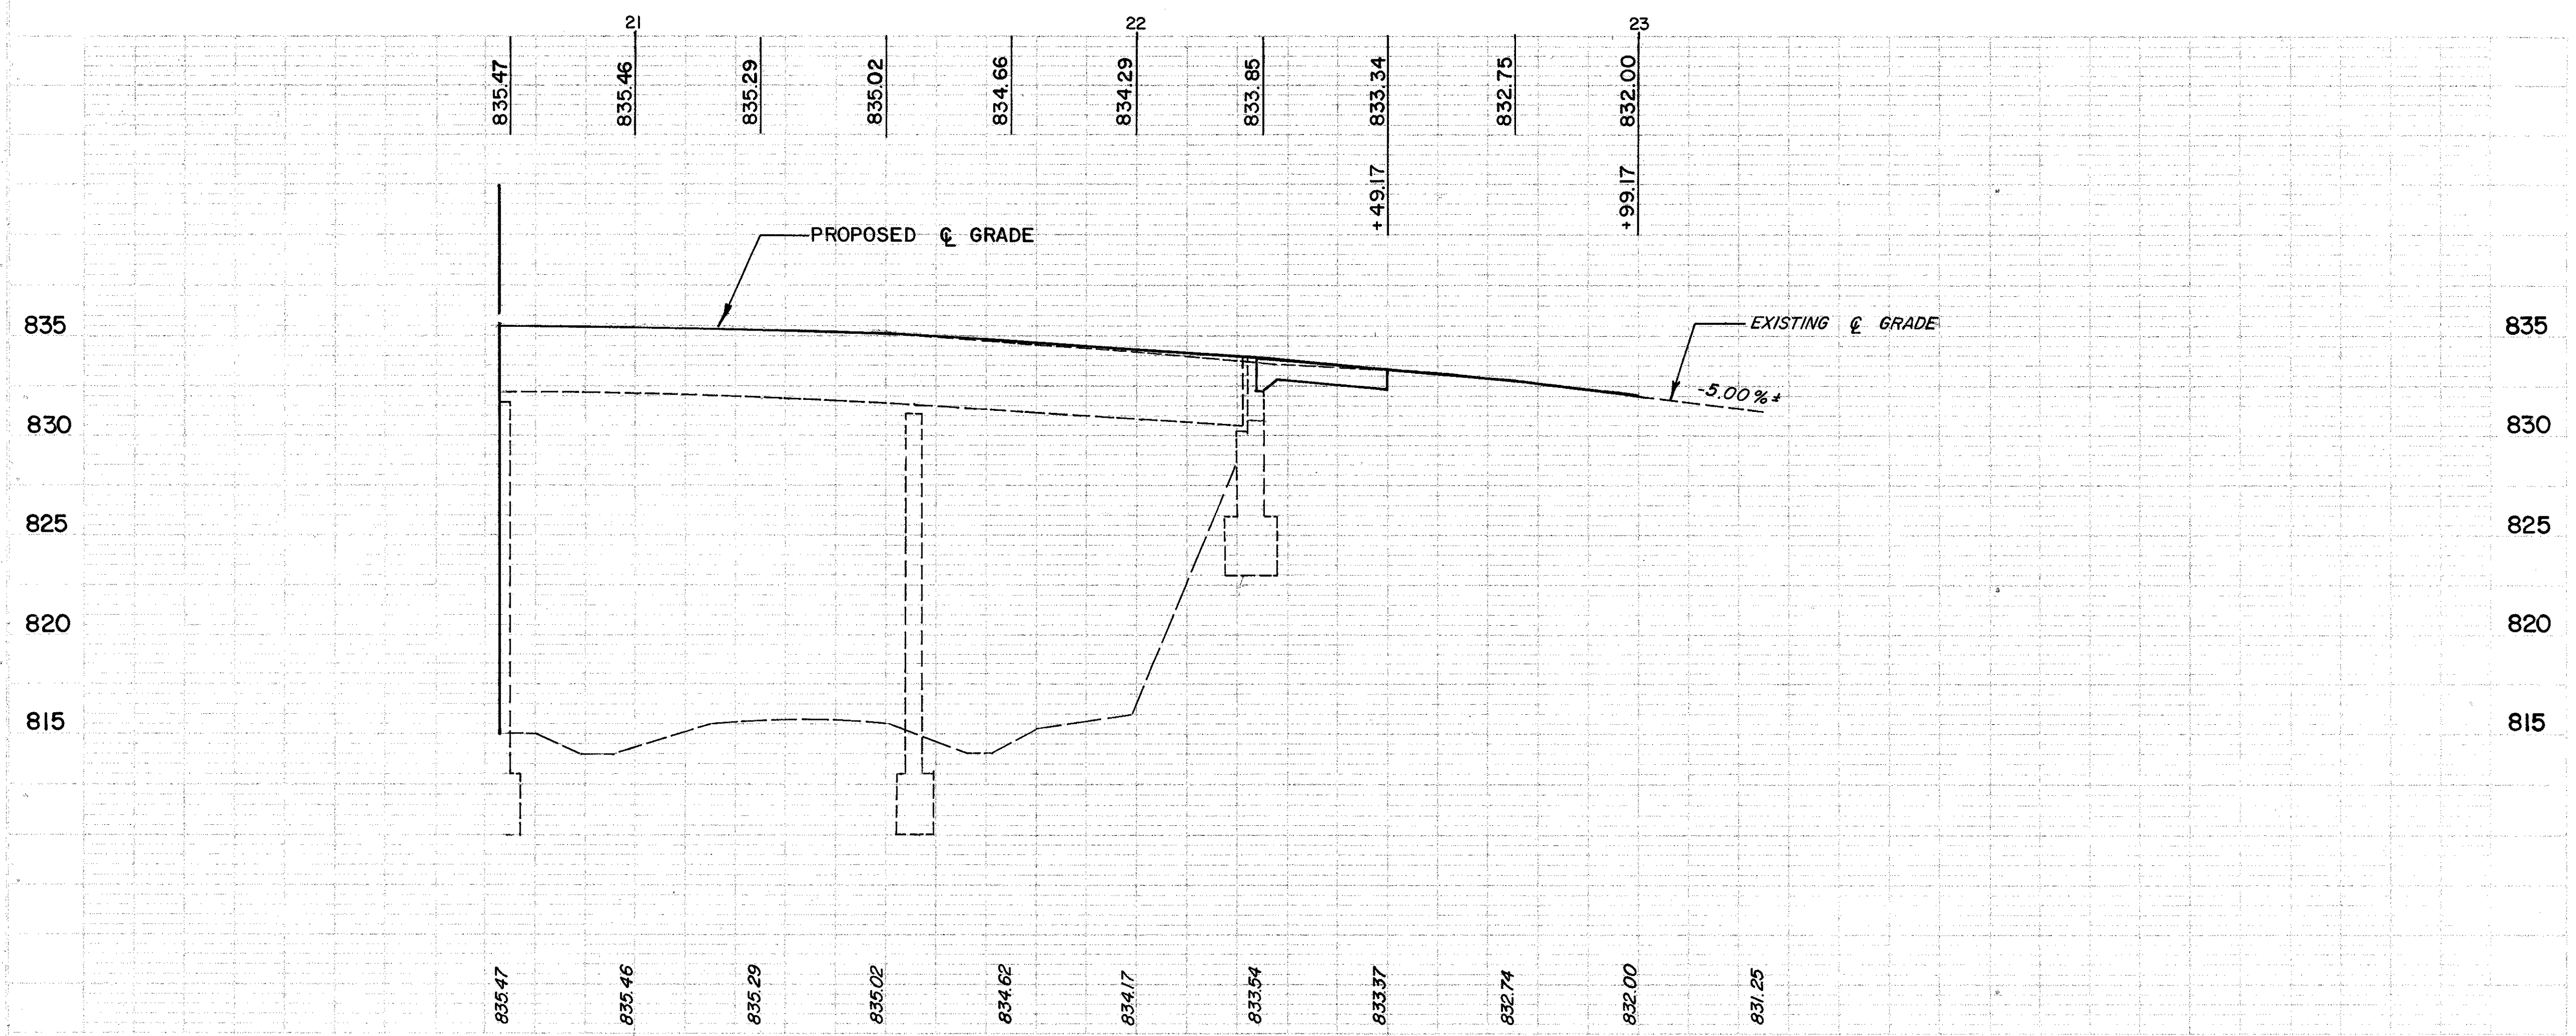 21 22 23
835.47 835.46 835.29 835.02 834.66 834.29 833.85 833.34 832.75 832.00
+49.17 +99.17
PROPOSED ℄ GRADE
835 EXISTING ℄ GRADE 835
-5.00%±
830 830
825 825
820 820
815 815
835.47 835.46 835.29 835.02 834.62 834.17 833.54 833.37 832.74 832.00 831.25